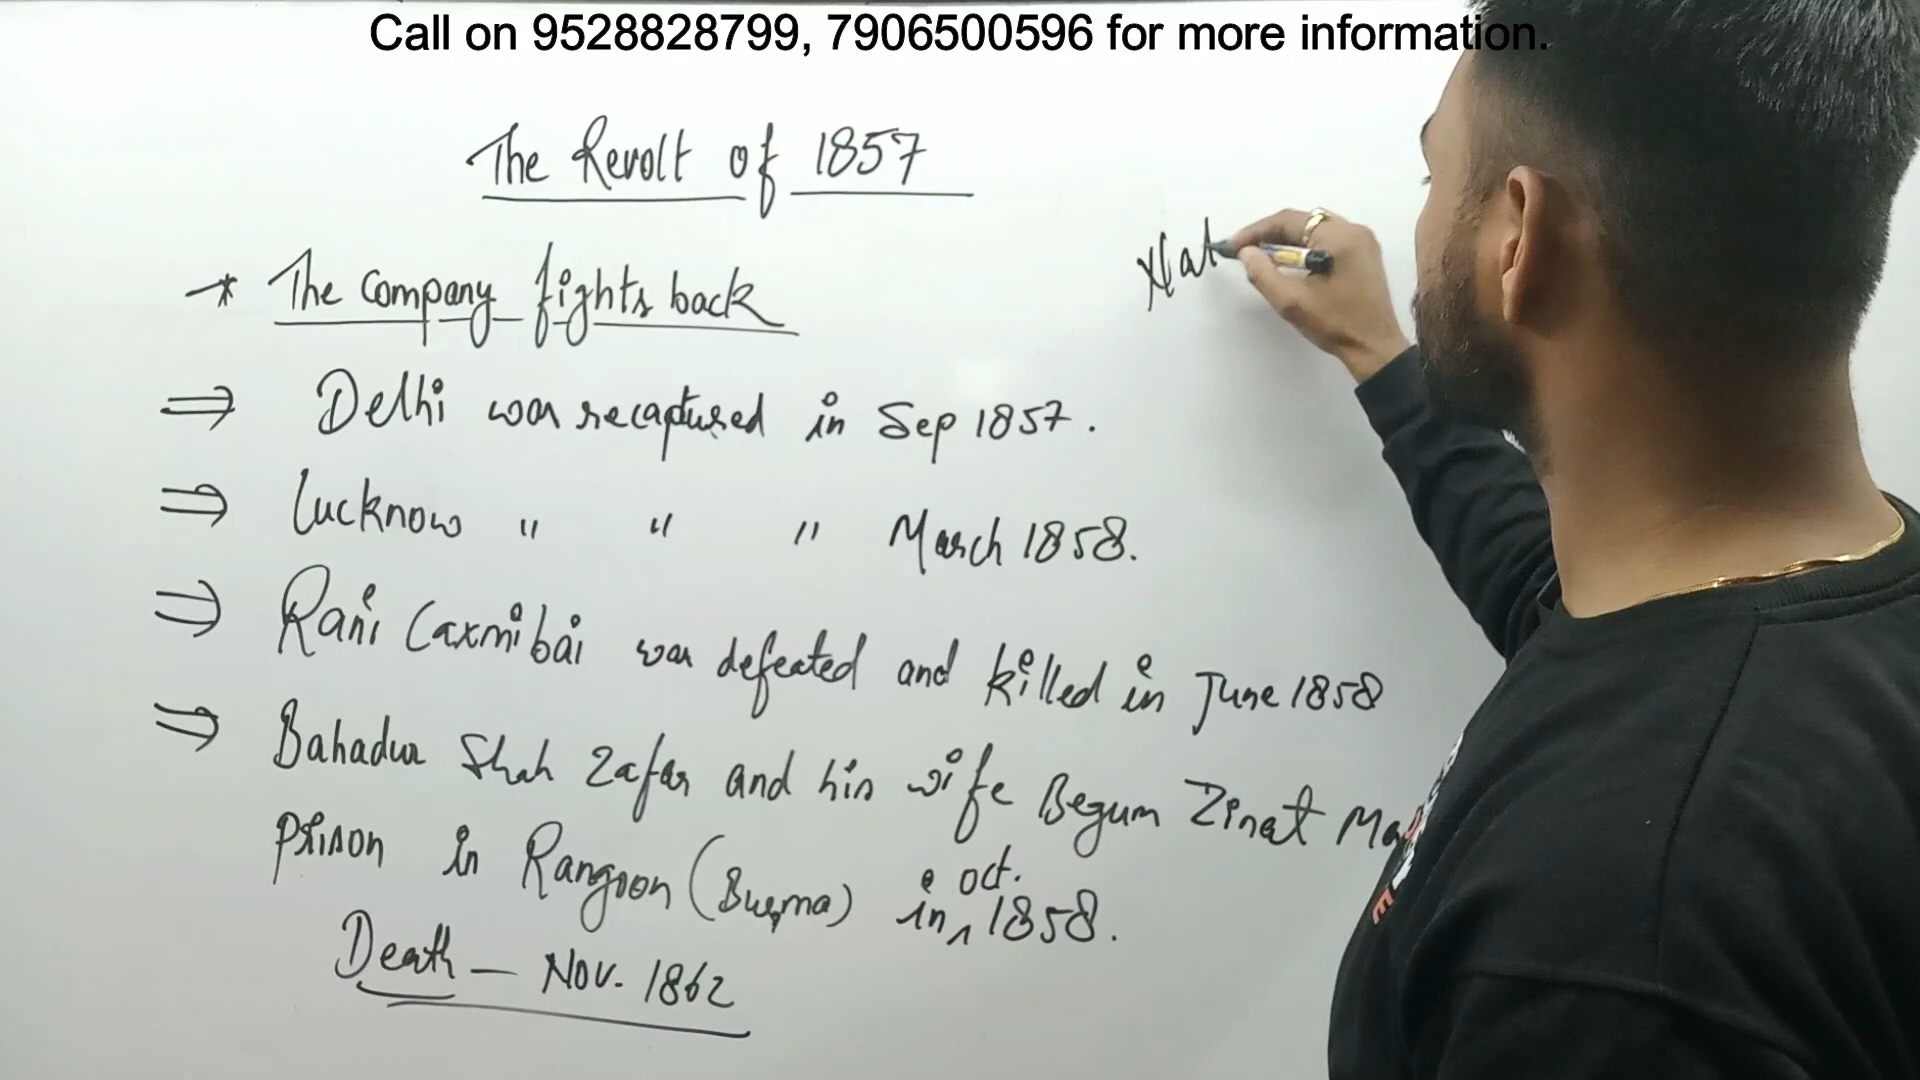 Call on 9528828799, 7906500596 for more information.
The Revolt of 1857
* The Company fights back
⇒ Delhi was recaptured in Sep 1857.
⇒ Lucknow " " " March 1858.
⇒ Rani Laxmibai was defeated and killed in June 1858
⇒ Bahadur Shah Zafar and his wife Begum Zinat Ma
prison in Rangoon (Burma) in ^ oct. 1858.
Death - Nov. 1862